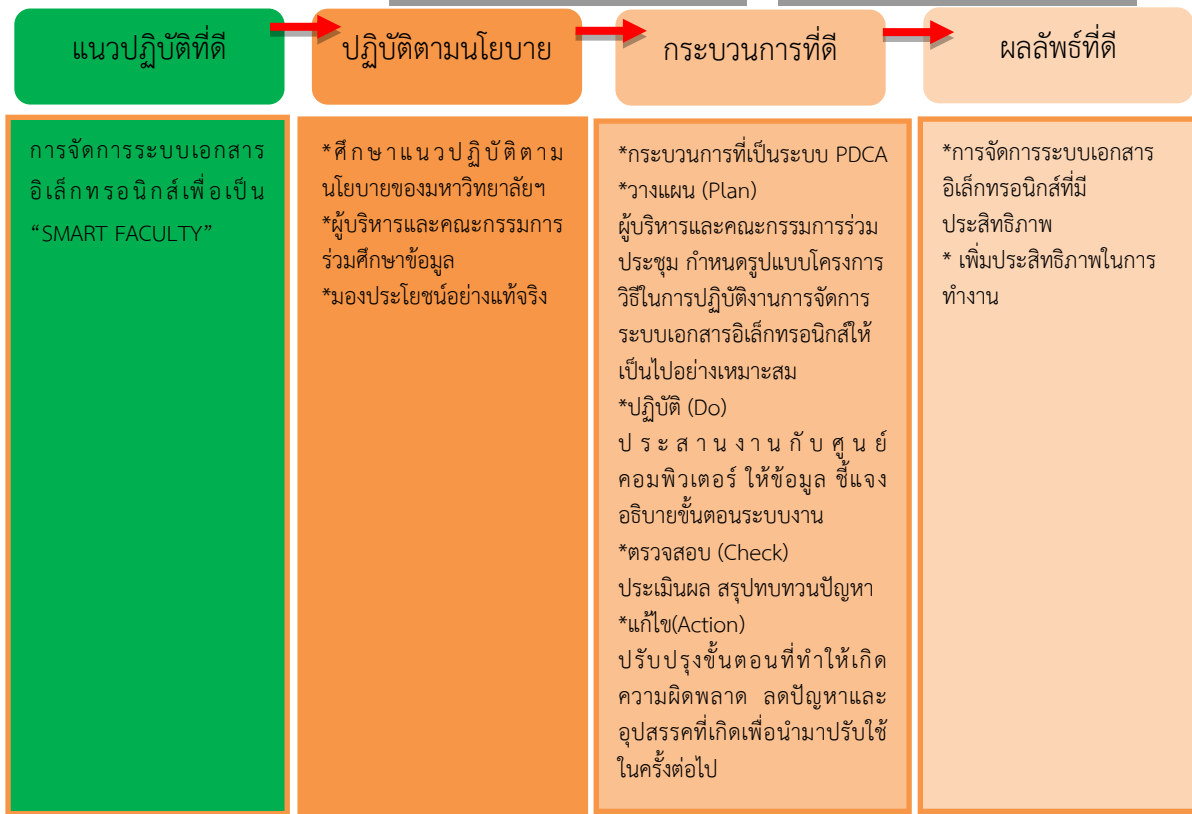 แนวปฏิบัติที่ดี
ปฏิบัติตามนโยบาย
กระบวนการที่ดี
ผลลัพธ์ที่ดี
การจัดการระบบเอกสาร
อิเล็กทรอนิกส์เพื่อเป็น
“SMART FACULTY”
*ศึกษาแนวปฏิบัติตาม
นโยบายของมหาวิทยาลัยฯ
*ผู้บริหารและคณะกรรมการ
ร่วมศึกษาข้อมูล
*มองประโยชน์อย่างแท้จริง
*กระบวนการที่เป็นระบบ PDCA
*วางแผน (Plan)
ผู้บริหารและคณะกรรมการร่วม
ประชุม กำหนดรูปแบบโครงการ
วิธีในการปฏิบัติงานการจัดการ
ระบบเอกสารอิเล็กทรอนิกส์ให้
เป็นไปอย่างเหมาะสม
*ปฏิบัติ (Do)
ประสานงานกับศูนย์
คอมพิวเตอร์ ให้ข้อมูล ชี้แจง
อธิบายขั้นตอนระบบงาน
*ตรวจสอบ (Check)
ประเมินผล สรุปทบทวนปัญหา
*แก้ไข(Action)
ปรับปรุงขั้นตอนที่ทำให้เกิด
ความผิดพลาด ลดปัญหาและ
อุปสรรคที่เกิดเพื่อนำมาปรับใช้
ในครั้งต่อไป
*การจัดการระบบเอกสาร
อิเล็กทรอนิกส์ที่มี
ประสิทธิภาพ
* เพิ่มประสิทธิภาพในการ
ทำงาน